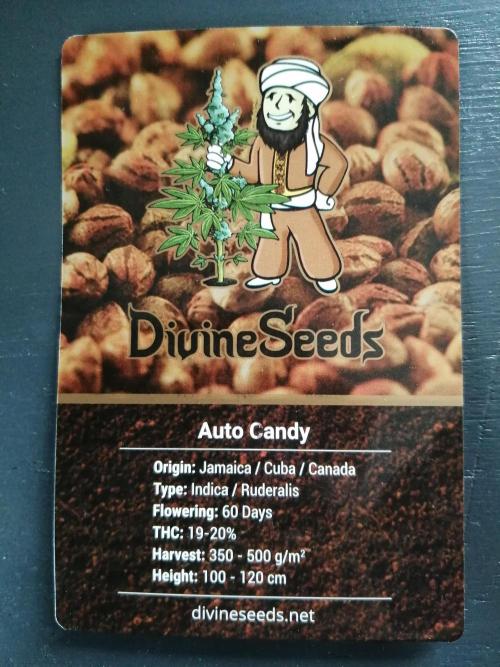 DivineSeeds
Auto Candy
Origin: Jamaica / Cuba / Canada
Type: Indica / Ruderalis
Flowering: 60 Days
THC: 19-20%
Harvest: 350 - 500 g/m²
Height: 100 - 120 cm
divineseeds.net